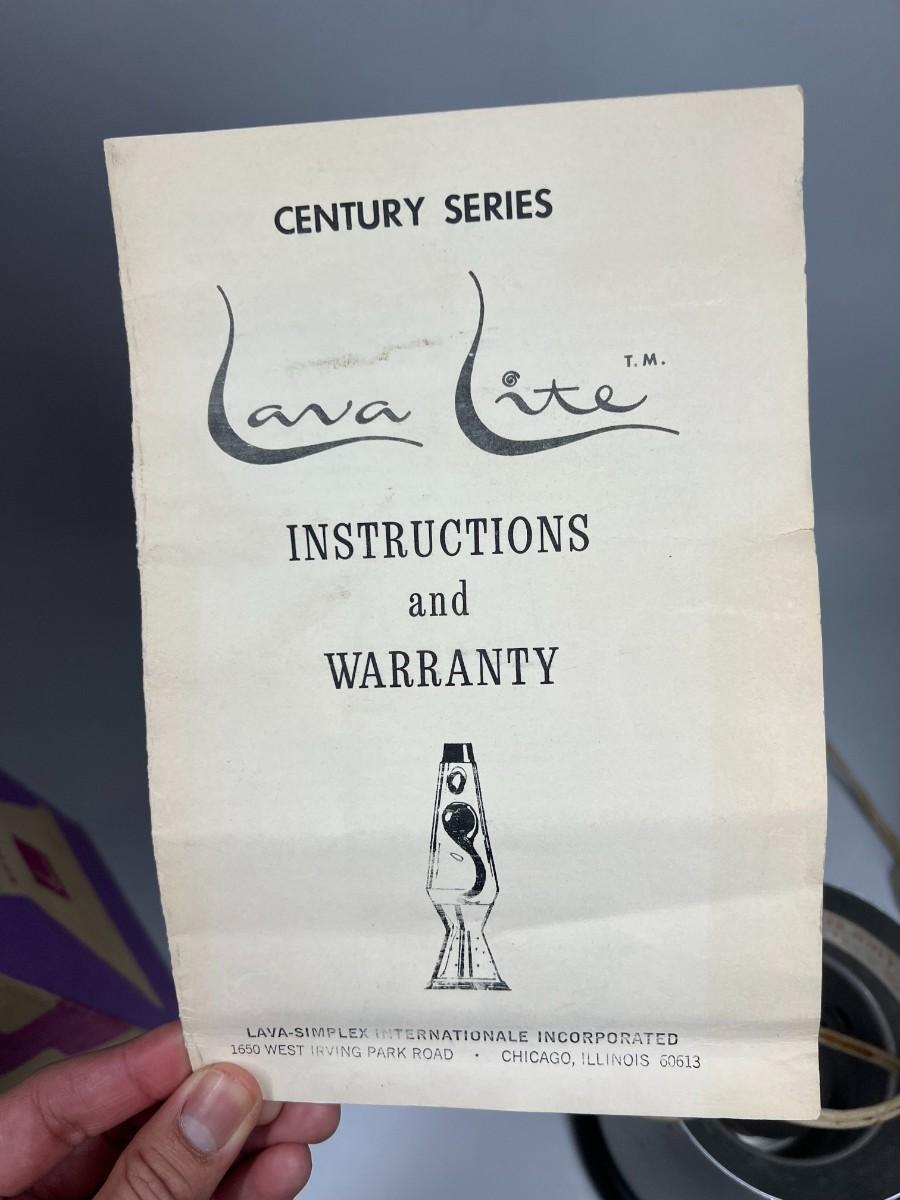 CENTURY SERIES
Lava Lite T.M.
INSTRUCTIONS
and
WARRANTY
LAVA-SIMPLEX INTERNATIONALE INCORPORATED
1650 WEST IRVING PARK ROAD • CHICAGO, ILLINOIS 60613